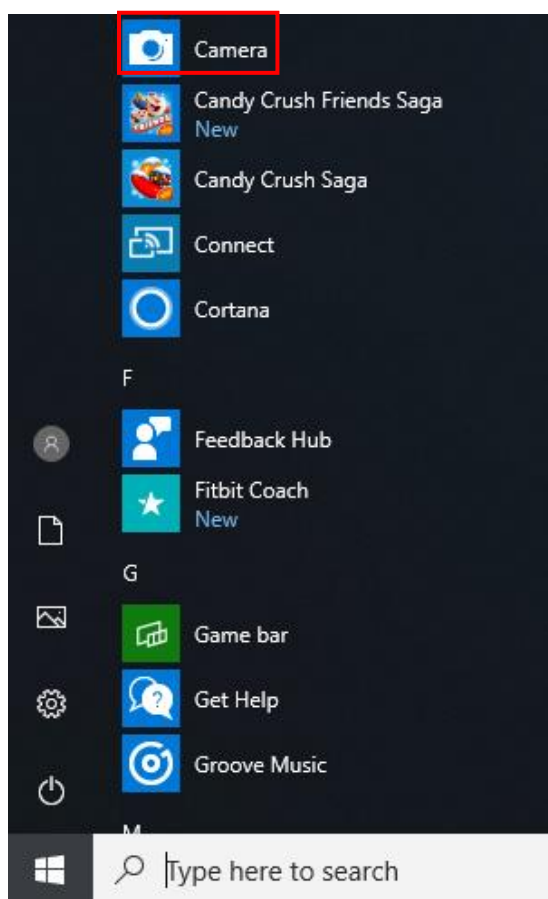 Camera
Candy Crush Friends Saga
New
Candy Crush Saga
Connect
Cortana
F
Feedback Hub
Fitbit Coach
New
G
Game bar
Get Help
Groove Music
M
Type here to search